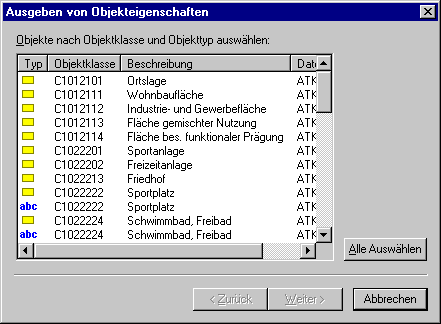 Ausgeben von Objekteigenschaften
Objekte nach Objektklasse und Objekttyp auswählen:
Typ Objektklasse Beschreibung Date
C1012101 Ortslage ATK
C1012111 Wohnbaufläche ATK
C1012112 Industrie- und Gewerbefläche ATK
C1012113 Fläche gemischter Nutzung ATK
C1012114 Fläche bes. funktionaler Prägung ATK
C1022201 Sportanlage ATK
C1022202 Freizeitanlage ATK
C1022213 Friedhof ATK
C1022222 Sportplatz ATK
abc C1022222 Sportplatz ATK
C1022224 Schwimmbad, Freibad ATK
abc C1022224 Schwimmbad, Freibad ATK
Alle Auswählen
< Zurück Weiter > Abbrechen